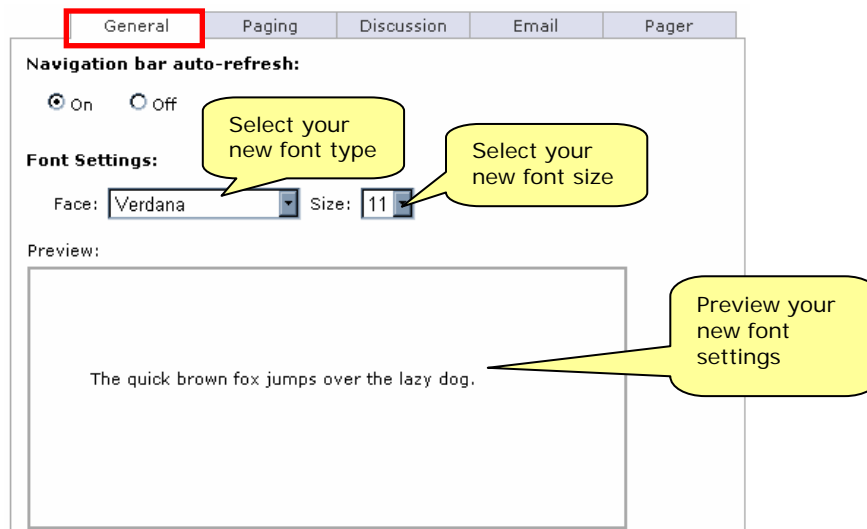 General Paging Discussion Email Pager
Navigation bar auto-refresh:
On Off
Select your
new font type
Font Settings:
Select your
new font size
Face: Verdana Size: 11
Preview:
Preview your
new font
settings
The quick brown fox jumps over the lazy dog.